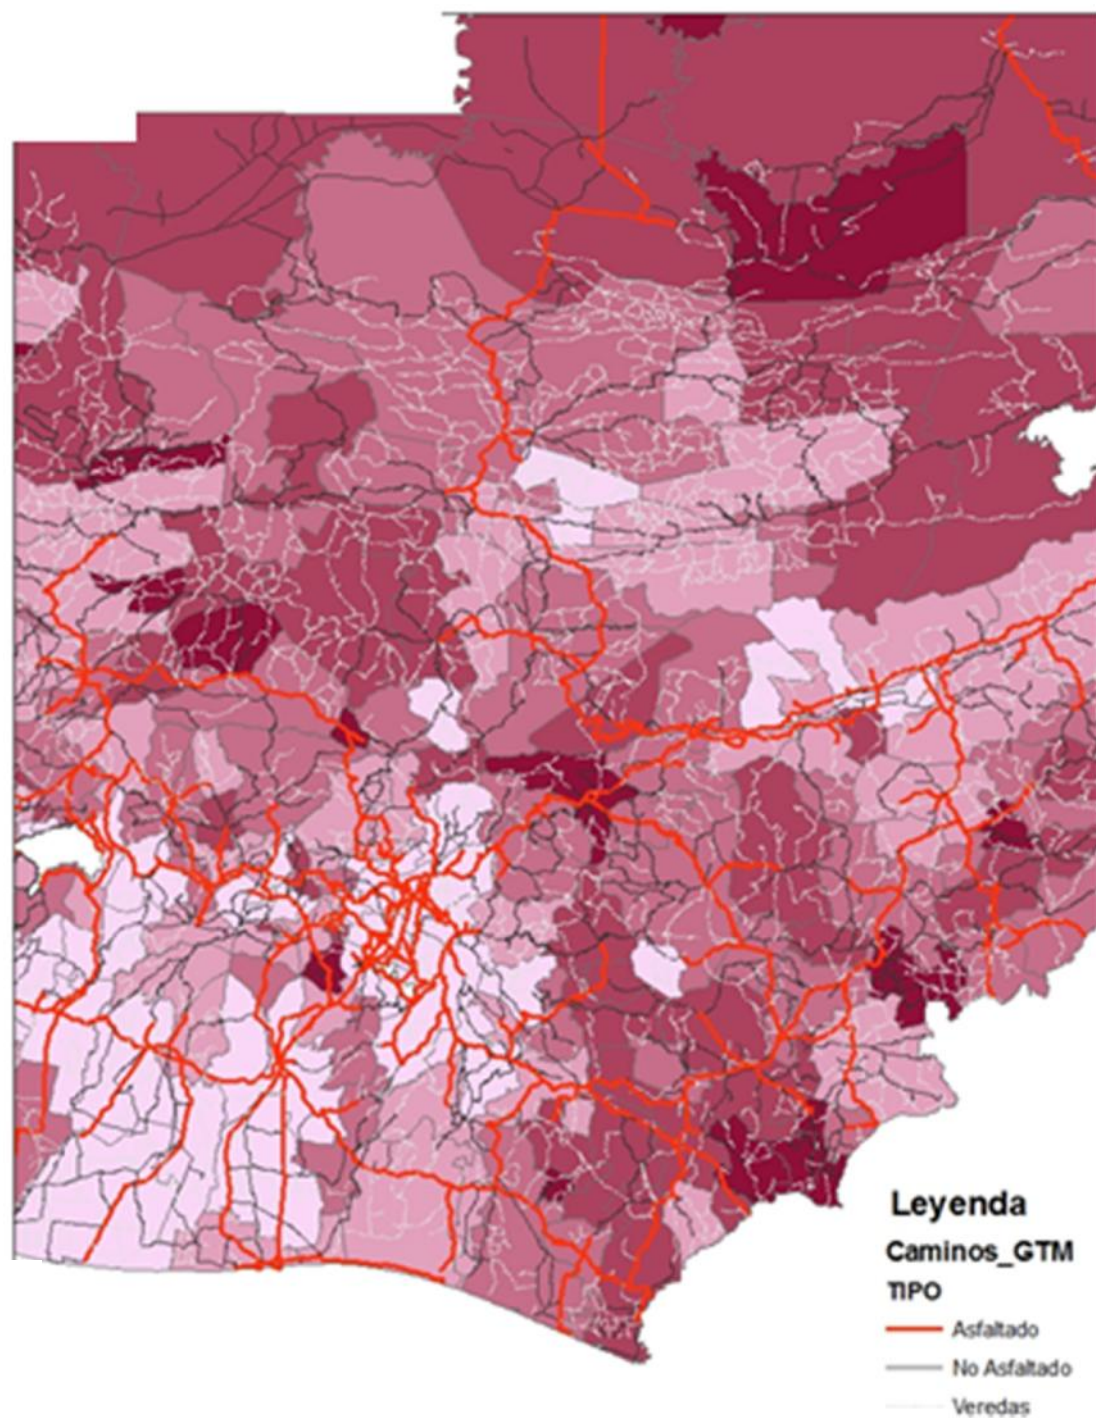 Leyenda
Caminos_GTM
TIPO
Asfaltado
No Asfaltado
Veredas